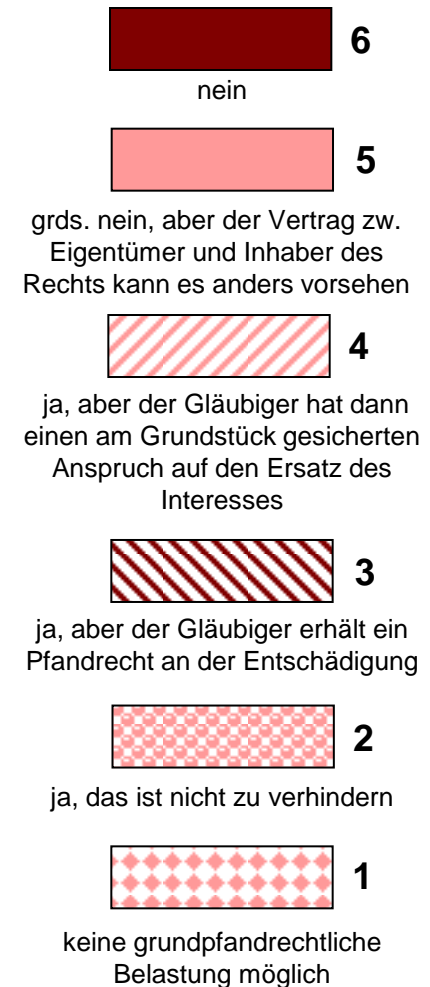 6
nein
5
grds. nein, aber der Vertrag zw.
Eigentümer und Inhaber des
Rechts kann es anders vorsehen
4
ja, aber der Gläubiger hat dann
einen am Grundstück gesicherten
Anspruch auf den Ersatz des
Interesses
3
ja, aber der Gläubiger erhält ein
Pfandrecht an der Entschädigung
2
ja, das ist nicht zu verhindern
1
keine grundpfandrechtliche
Belastung möglich